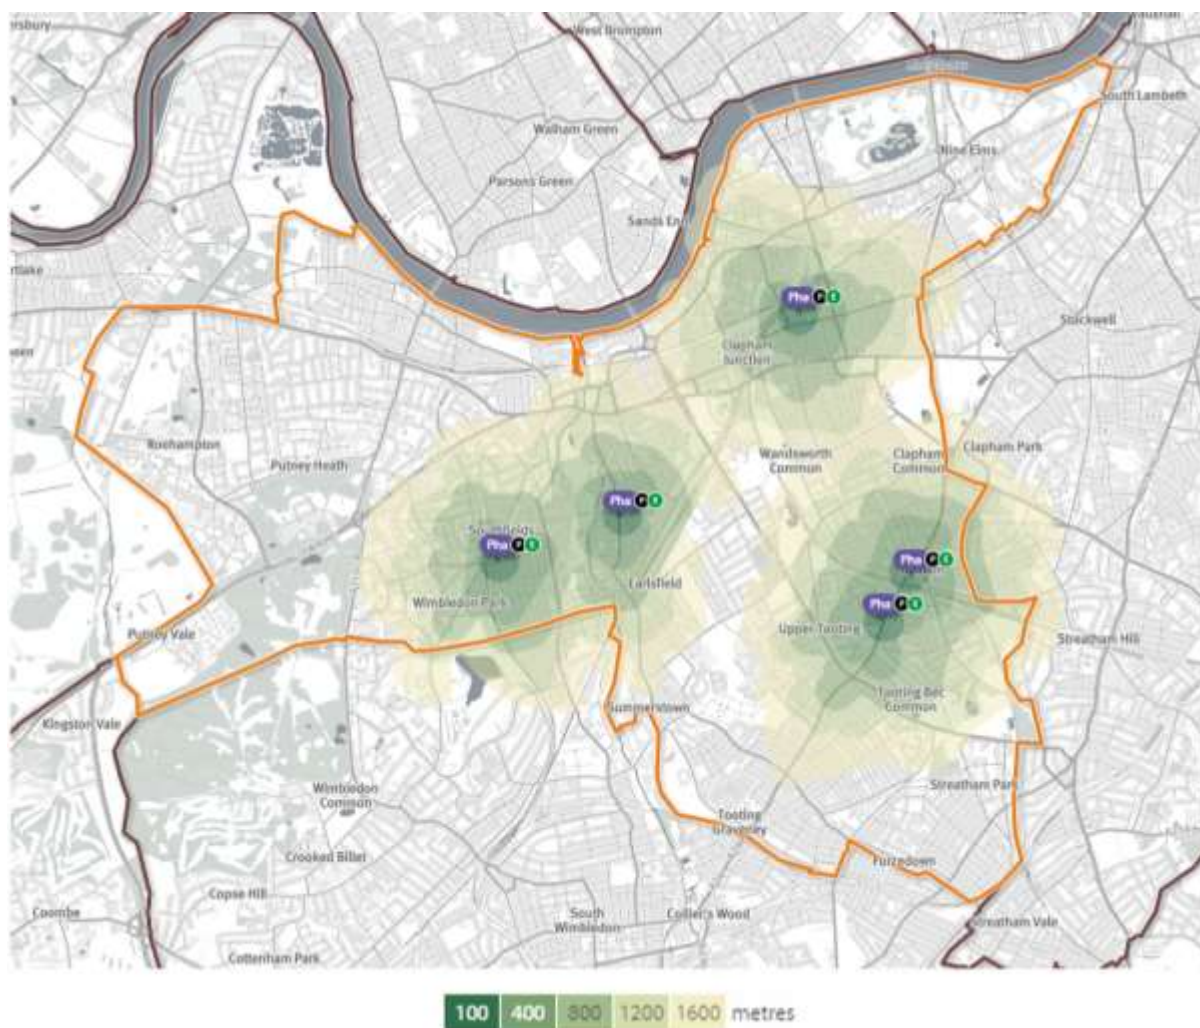 West Brompton
South Lambeth
Walham Green
Nine Elms
Parsons Green
Sands En
Stockwell
Clapham
Junction
Roehampton
Putney Heath
Wandsworth
Common
Clapham
Common
Clapham Park
Pha P E
Pha P E
Southfields
Pha P E
Pha P E
Earlsfield
Wimbledon Park
Pha P E
Upper Tooting
Putney Vale
Streatham Hill
Tooting Bec
Common
Kingston Vale
Summerstown
Wimbledon
Common
Streatham Park
Tooting
Graveney
Crooked Billet
Furzedown
Copse Hill
Coombe
South
Wimbledon
Collier's Wood
Streatham Vale
Cottenham Park
100 400 800 1200 1600 metres